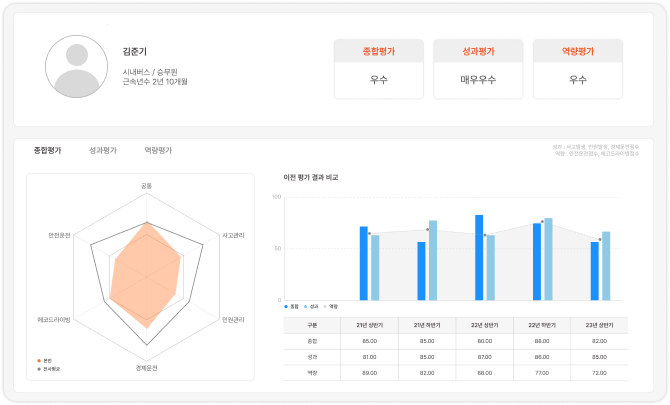 김준기
시내버스 / 승무원
근속년수 2년 10개월
종합평가
성과평가
역량평가
우수
매우우수
우수
종합평가
성과평가
역량평가
성과 : 사고발생, 민원발생, 경제운전점수
역량 : 안전운전점수, 에코드라이빙점수
공통
안전운전
사고관리
에코드라이빙
민원관리
경제운전
본인
전사평균
이전 평가 결과 비교
100
50
0
종합
성과
역량
구분 21년 상반기 21년 하반기 22년 상반기 22년 하반기 23년 상반기
종합 85.00 85.00 80.00 88.00 82.00
성과 81.00 85.00 87.00 86.00 85.00
역량 89.00 82.00 88.00 77.00 72.00